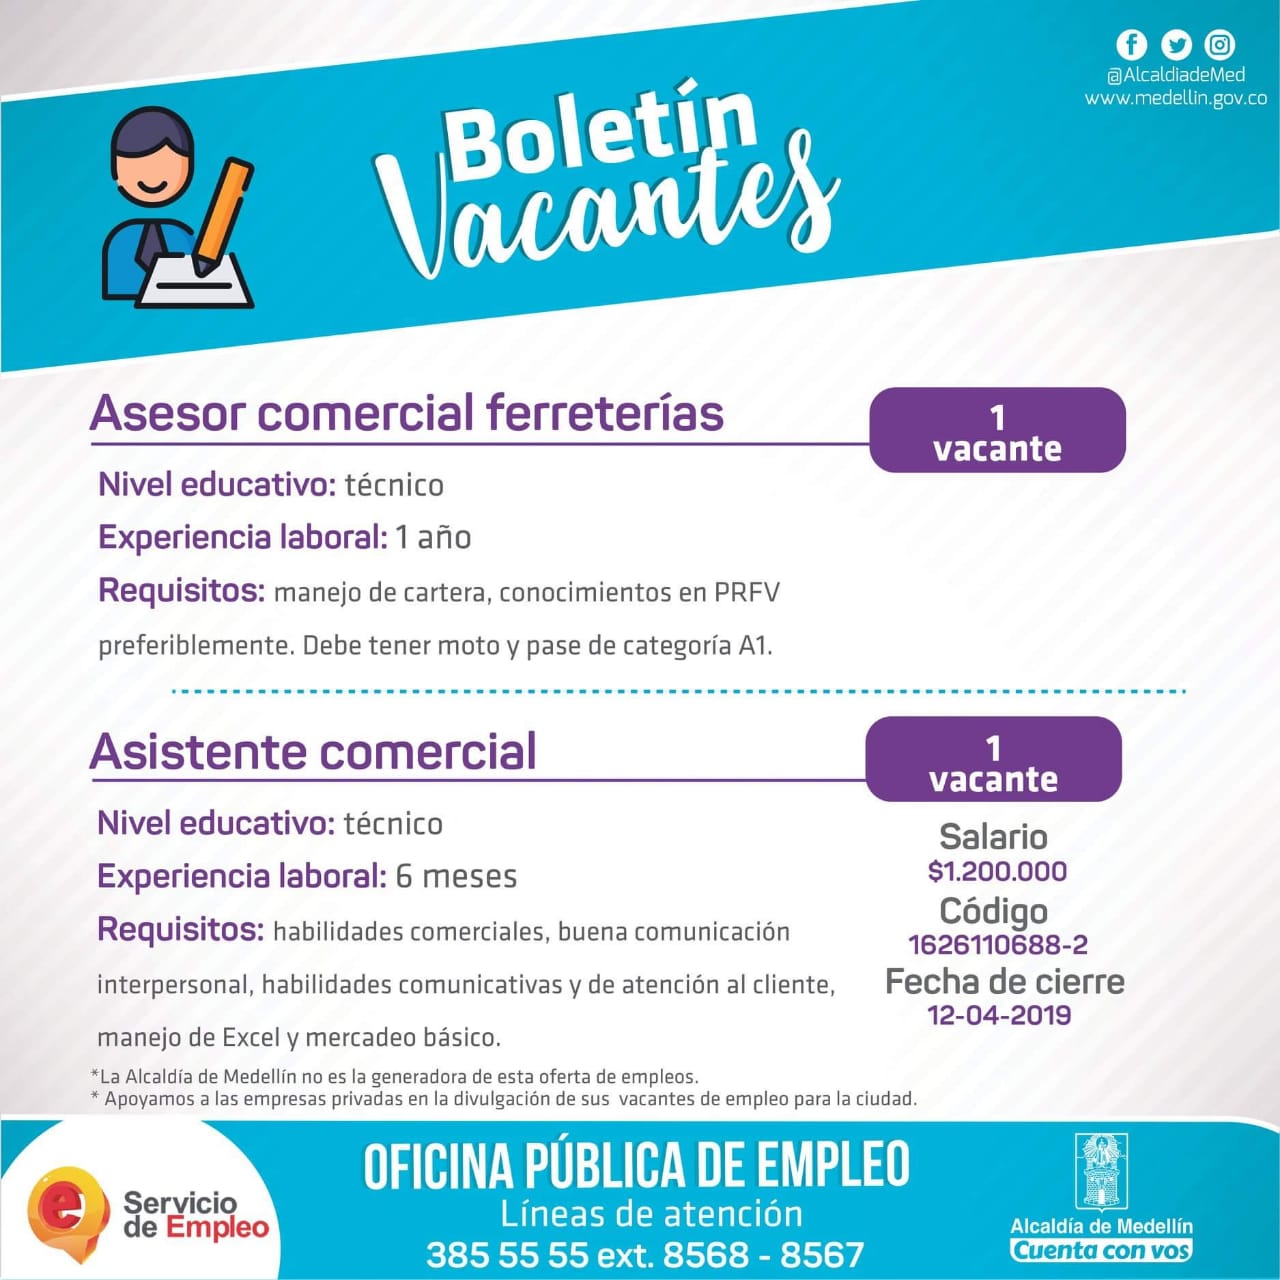 @AlcaldiadeMed
www.medellin.gov.co
Boletín
Vacantes
Asesor comercial ferreterías
1
vacante
Nivel educativo: técnico
Experiencia laboral: 1 año
Requisitos: manejo de cartera, conocimientos en PRFV
preferiblemente. Debe tener moto y pase de categoría A1.
Asistente comercial
1
vacante
Nivel educativo: técnico
Experiencia laboral: 6 meses
Requisitos: habilidades comerciales, buena comunicación
interpersonal, habilidades comunicativas y de atención al cliente,
manejo de Excel y mercadeo básico.
Salario
$1.200.000
Código
1626110688-2
Fecha de cierre
12-04-2019
*La Alcaldía de Medellín no es la generadora de esta oferta de empleos.
* Apoyamos a las empresas privadas en la divulgación de sus vacantes de empleo para la ciudad.
e
Servicio
de Empleo
OFICINA PÚBLICA DE EMPLEO
Líneas de atención
385 55 55 ext. 8568 - 8567
Alcaldía de Medellín
Cuenta con vos